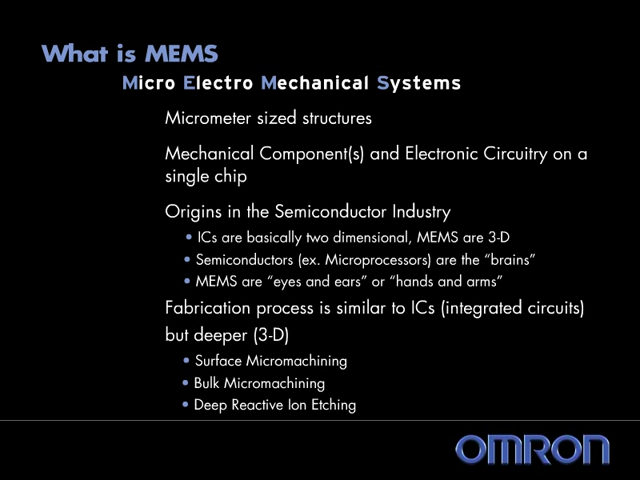 What is MEMS
Micro Electro Mechanical Systems
Micrometer sized structures
Mechanical Component(s) and Electronic Circuitry on a
single chip
Origins in the Semiconductor Industry
• ICs are basically two dimensional, MEMS are 3-D
• Semiconductors (ex. Microprocessors) are the “brains”
• MEMS are “eyes and ears” or “hands and arms”
Fabrication process is similar to ICs (integrated circuits)
but deeper (3-D)
• Surface Micromachining
• Bulk Micromachining
• Deep Reactive Ion Etching
OMRON